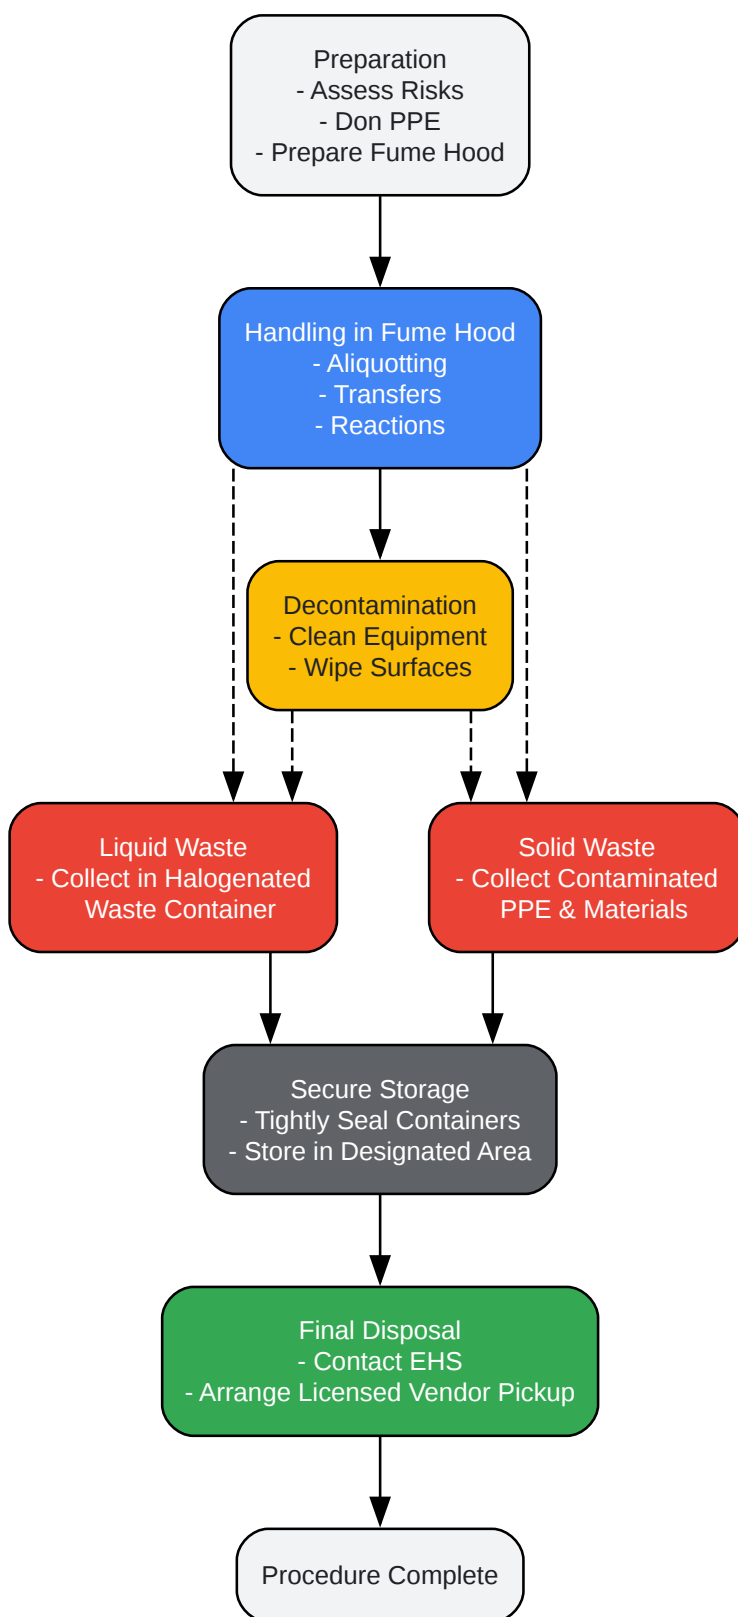 Preparation
- Assess Risks
- Don PPE
- Prepare Fume Hood
Handling in Fume Hood
- Aliquotting
- Transfers
- Reactions
Decontamination
- Clean Equipment
- Wipe Surfaces
Liquid Waste
- Collect in Halogenated
Waste Container
Solid Waste
- Collect Contaminated
PPE & Materials
Secure Storage
- Tightly Seal Containers
- Store in Designated Area
Final Disposal
- Contact EHS
- Arrange Licensed Vendor Pickup
Procedure Complete